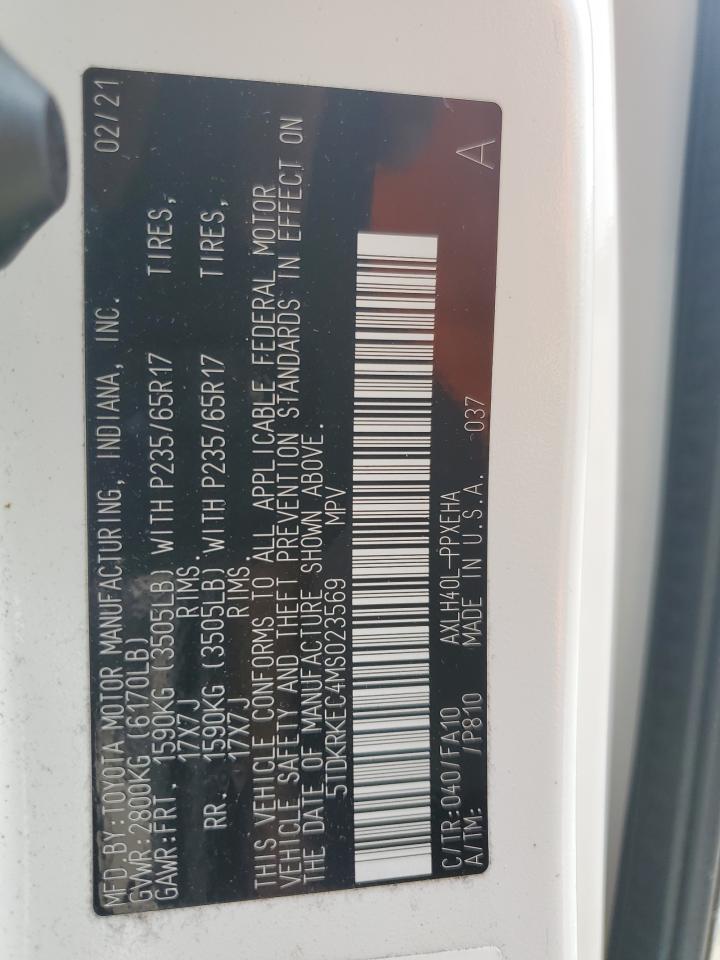 MFD.BY:TOYOTA MOTOR MANUFACTURING, INDIANA, INC. 02/21
GVWR:2800KG (6170LB)
GAWR:FRT. 1590KG (3505LB) WITH P235/65R17 TIRES,
17X7J RIMS.
RR. 1590KG (3505LB) WITH P235/65R17 TIRES,
17X7J RIMS.
THIS VEHICLE CONFORMS TO ALL APPLICABLE FEDERAL MOTOR
VEHICLE SAFETY AND THEFT PREVENTION STANDARDS IN EFFECT ON
THE DATE OF MANUFACTURE SHOWN ABOVE.
5TDKRKEC4MS023569 MPV
C/TR:040/FA10 AXLH40L-PPXEHA A
A/TM: /P810 MADE IN U.S.A. 037